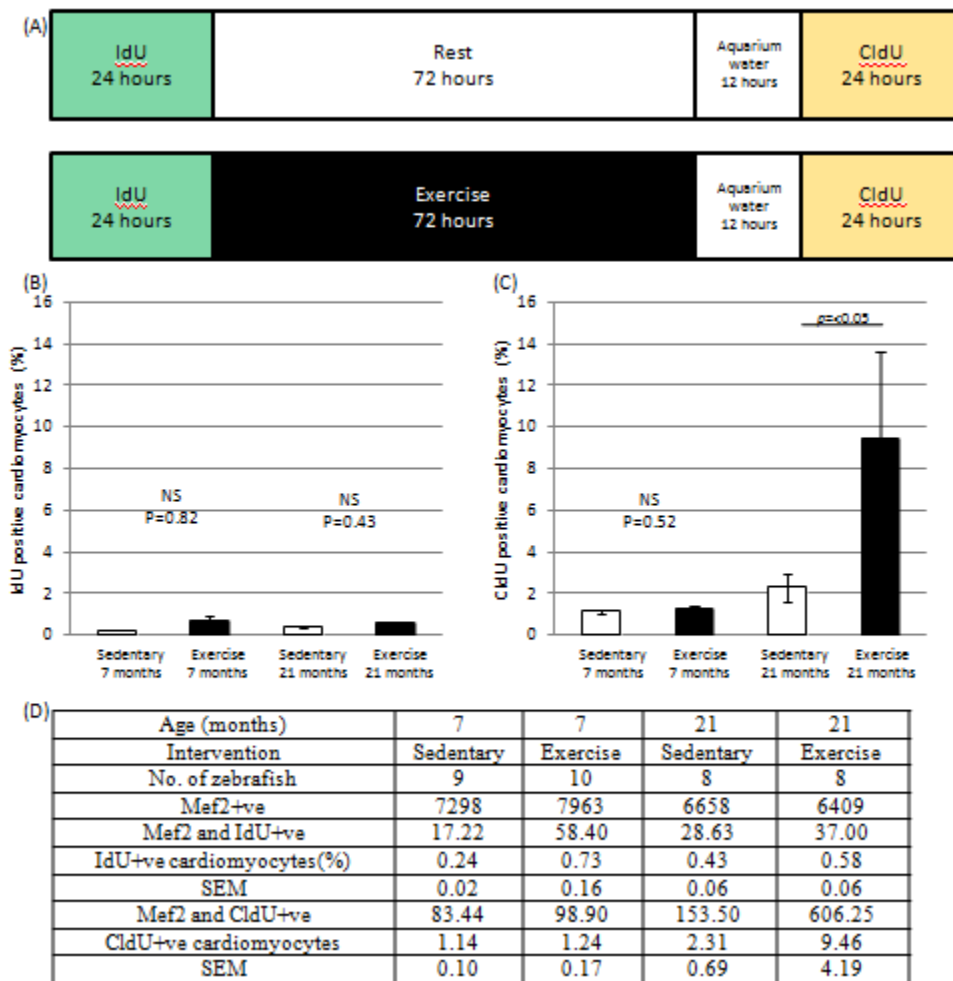 (A)
IdU
24 hours
Rest
72 hours
Aquarium
water
12 hours
CldU
24 hours
IdU
24 hours
Exercise
72 hours
Aquarium
water
12 hours
CldU
24 hours
(B)
IdU positive cardiomyocytes (%)
16
14
12
10
8
6
4
2
0
NS
P=0.82
NS
P=0.43
Sedentary
7 months
Exercise
7 months
Sedentary
21 months
Exercise
21 months
(C)
CldU positive cardiomyocytes (%)
16
14
12
10
8
6
4
2
0
NS
P=0.52
p=<0.05
Sedentary
7 months
Exercise
7 months
Sedentary
21 months
Exercise
21 months
(D)
Age (months) 7 7 21 21
Intervention Sedentary Exercise Sedentary Exercise
No. of zebrafish 9 10 8 8
Mef2+ve 7298 7963 6658 6409
Mef2 and IdU+ve 17.22 58.40 28.63 37.00
IdU+ve cardiomyocytes(%) 0.24 0.73 0.43 0.58
SEM 0.02 0.16 0.06 0.06
Mef2 and CldU+ve 83.44 98.90 153.50 606.25
CldU+ve cardiomyocytes 1.14 1.24 2.31 9.46
SEM 0.10 0.17 0.69 4.19